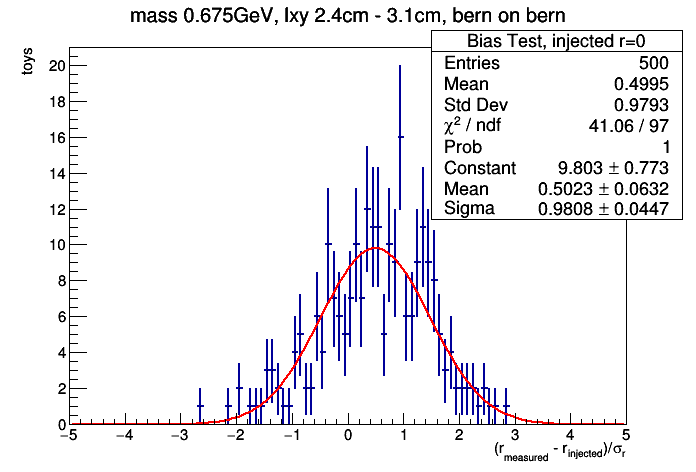 mass 0.675GeV, lxy 2.4cm - 3.1cm, bern on bern
toys
Bias Test, injected r=0
Entries 500
Mean 0.4995
Std Dev 0.9793
χ² / ndf 41.06 / 97
Prob 1
Constant 9.803 ± 0.773
Mean 0.5023 ± 0.0632
Sigma 0.9808 ± 0.0447
20
18
16
14
12
10
8
6
4
2
0
−5 −4 −3 −2 −1 0 1 2 3 4 5
(r_measured - r_injected)/σ_r